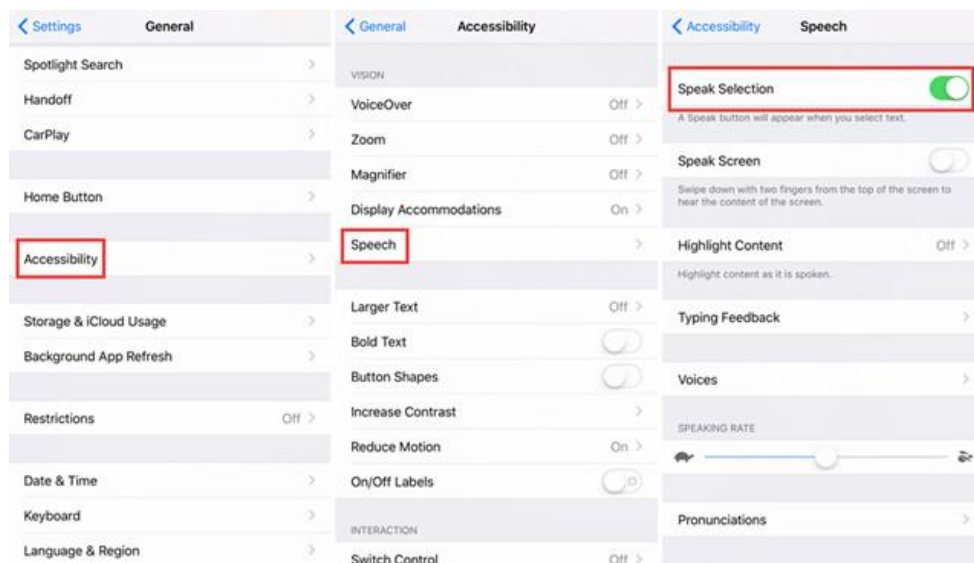 Settings
General
Spotlight Search
Handoff
CarPlay
Home Button
Accessibility
Storage & iCloud Usage
Background App Refresh
Restrictions Off
Date & Time
Keyboard
Language & Region
General
Accessibility
VISION
VoiceOver Off
Zoom Off
Magnifier Off
Display Accommodations On
Speech
Larger Text Off
Bold Text
Button Shapes
Increase Contrast
Reduce Motion On
On/Off Labels
INTERACTION
Switch Control Off
Accessibility
Speech
Speak Selection
A Speak button will appear when you select text.
Speak Screen
Swipe down with two fingers from the top of the screen to
hear the content of the screen.
Highlight Content Off
Highlight content as it is spoken.
Typing Feedback
Voices
SPEAKING RATE
Pronunciations